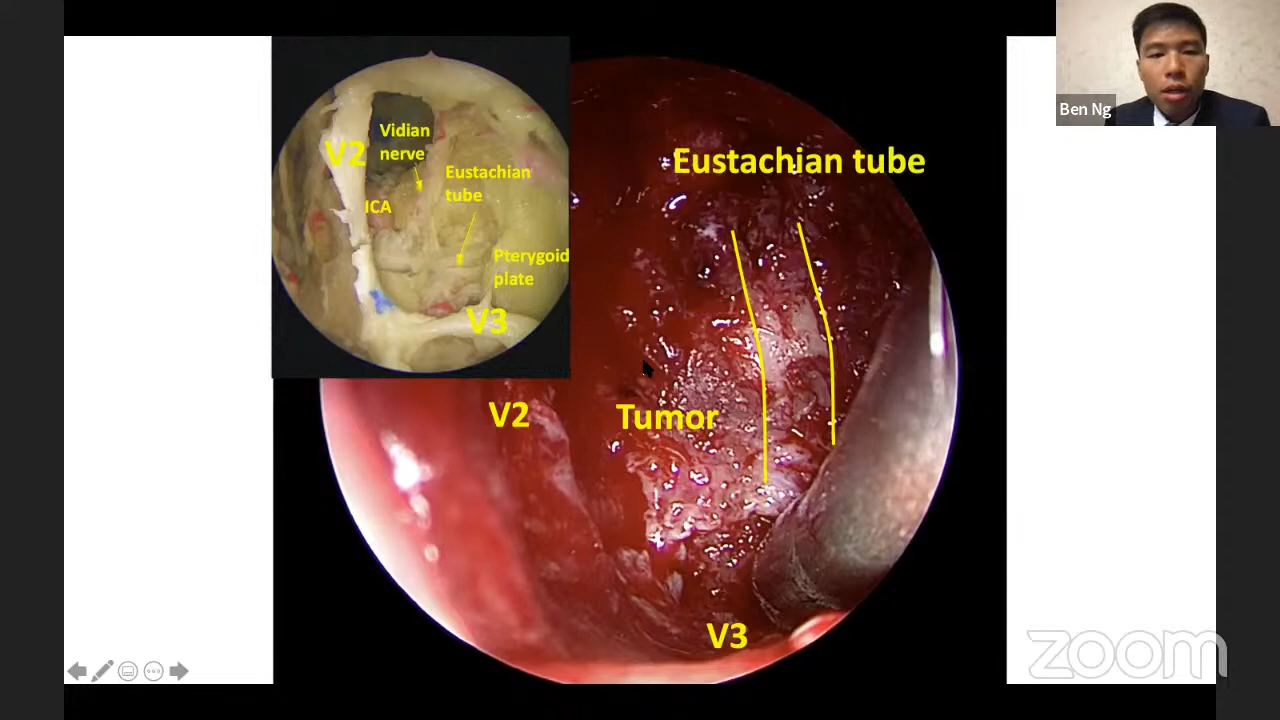 Ben Ng
Vidian
nerve
V2
Eustachian
tube
ICA
Pterygoid
plate
V3
Eustachian tube
V2
Tumor
V3
zoom